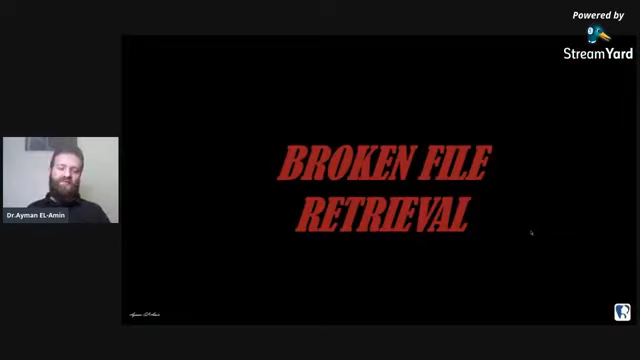 Powered by
StreamYard
BROKEN FILE
RETRIEVAL
Dr.Ayman EL-Amin